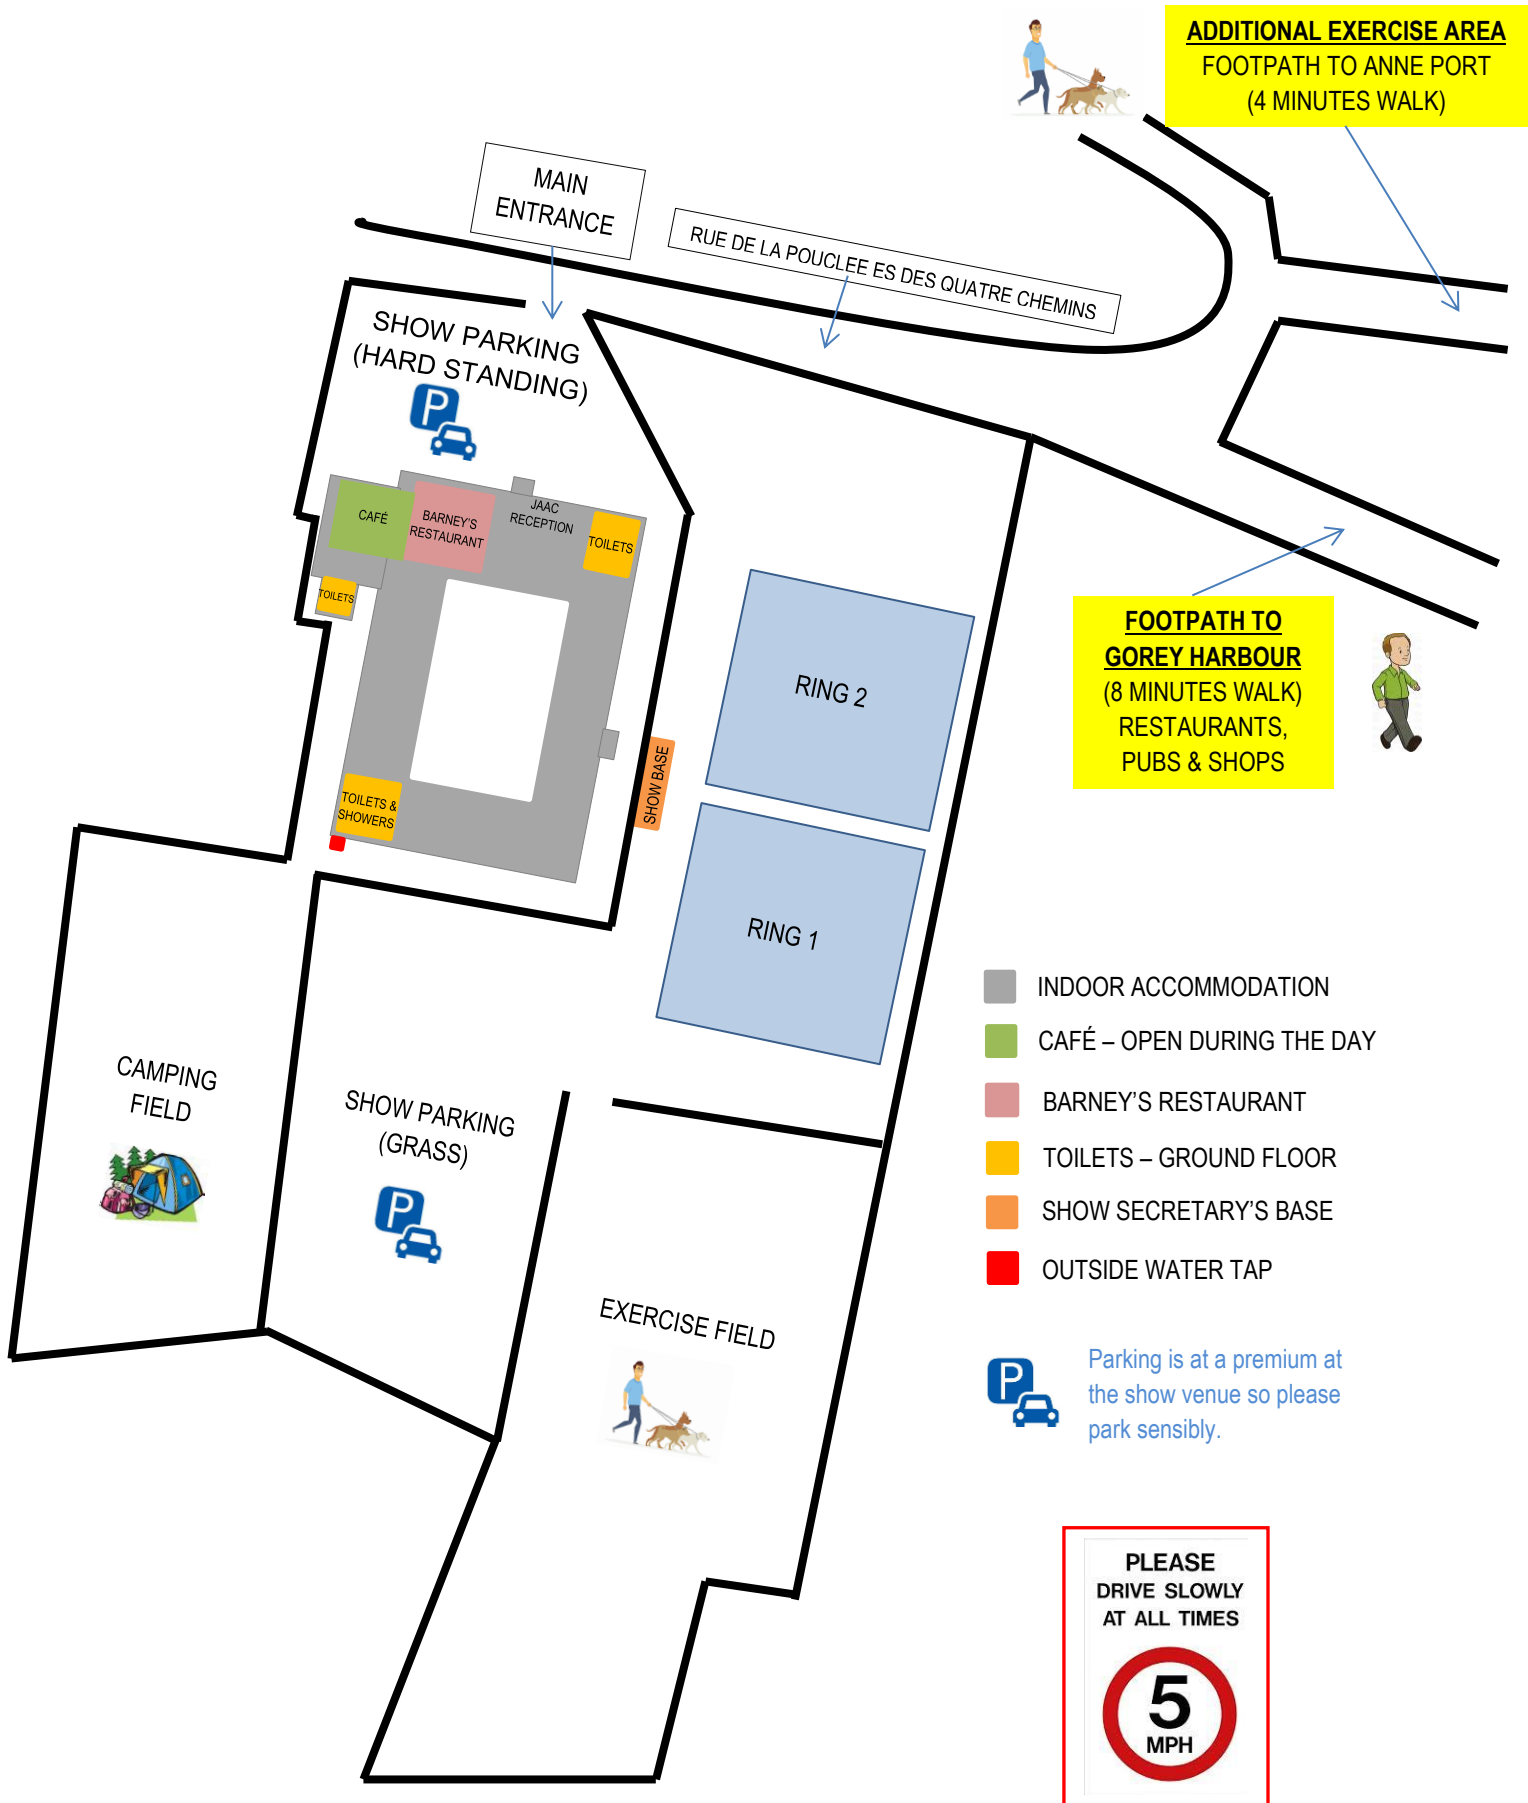 ADDITIONAL EXERCISE AREA
FOOTPATH TO ANNE PORT
(4 MINUTES WALK)
MAIN
ENTRANCE
RUE DE LA POUCLEE ES DES QUATRE CHEMINS
SHOW PARKING
(HARD STANDING)
P
CAFÉ
BARNEY'S
RESTAURANT
JAAC
RECEPTION
TOILETS
TOILETS
RING 2
FOOTPATH TO
GOREY HARBOUR
(8 MINUTES WALK)
RESTAURANTS,
PUBS & SHOPS
SHOW BASE
TOILETS &
SHOWERS
RING 1
INDOOR ACCOMMODATION
CAFÉ – OPEN DURING THE DAY
BARNEY'S RESTAURANT
TOILETS – GROUND FLOOR
SHOW SECRETARY'S BASE
OUTSIDE WATER TAP
CAMPING
FIELD
SHOW PARKING
(GRASS)
P
EXERCISE FIELD
P
Parking is at a premium at
the show venue so please
park sensibly.
PLEASE
DRIVE SLOWLY
AT ALL TIMES
5
MPH